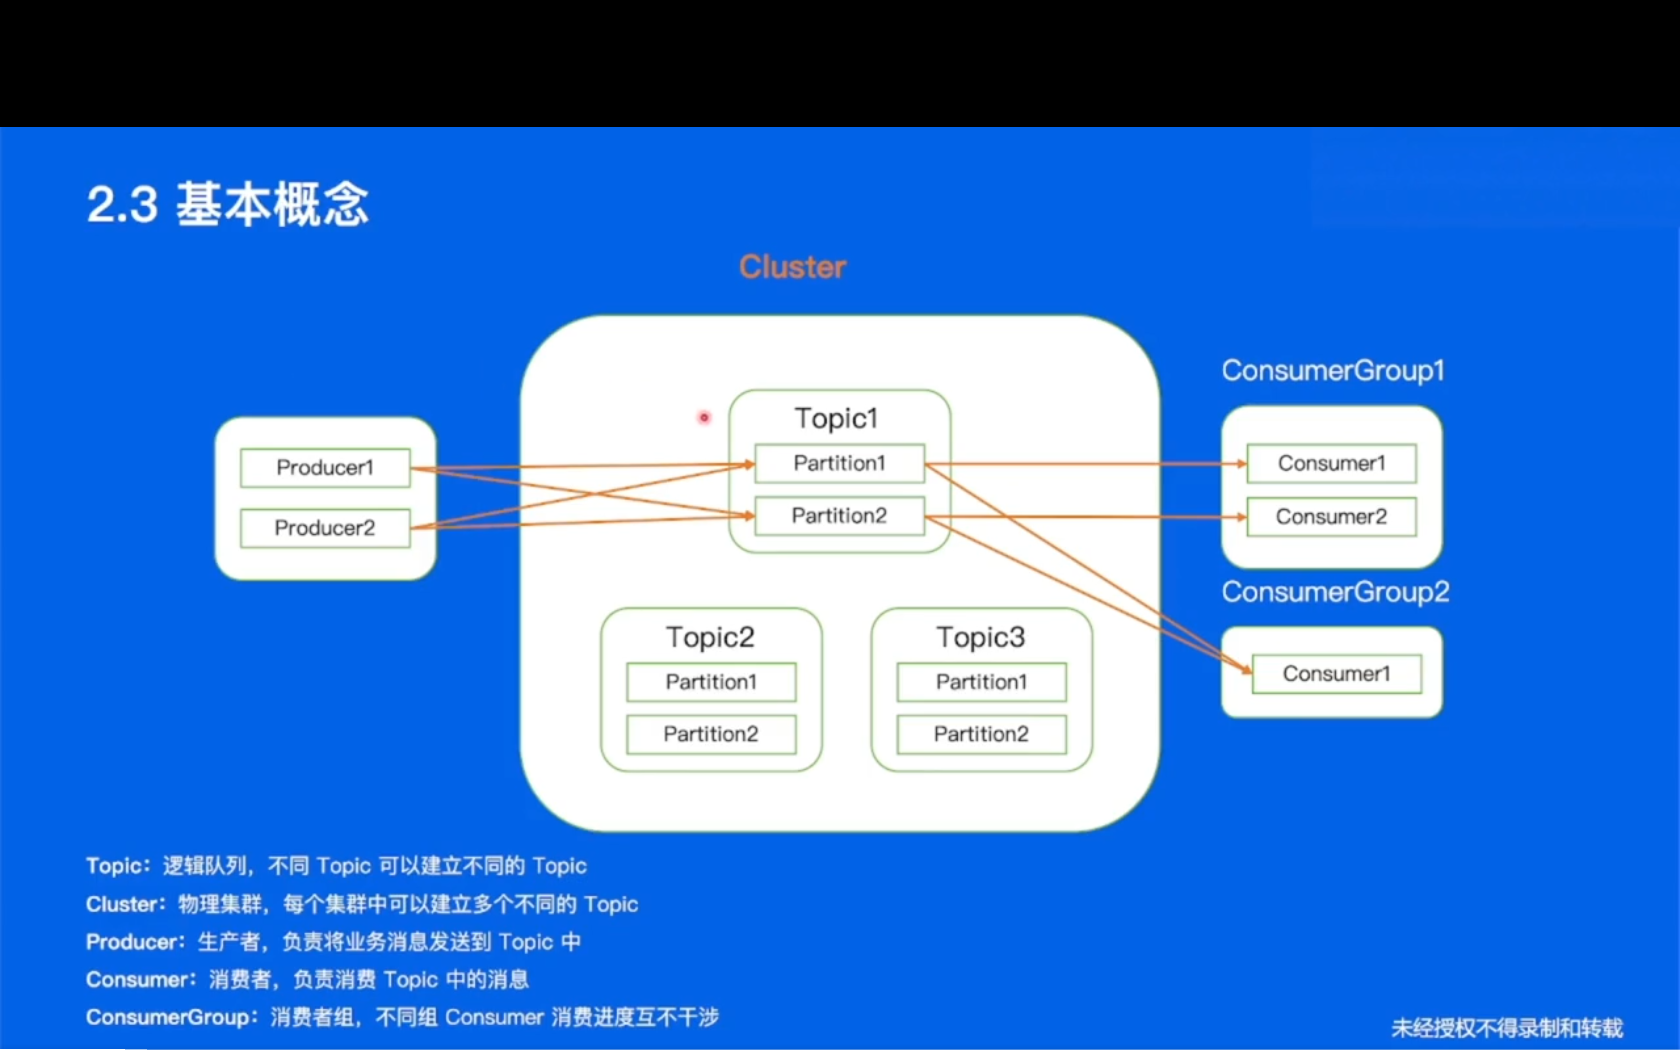 2.3 基本概念
Cluster
ConsumerGroup1
Topic1
Producer1
Partition1
Consumer1
Producer2
Partition2
Consumer2
ConsumerGroup2
Topic2
Topic3
Partition1
Partition1
Consumer1
Partition2
Partition2
Topic：逻辑队列，不同 Topic 可以建立不同的 Topic
Cluster：物理集群，每个集群中可以建立多个不同的 Topic
Producer：生产者，负责将业务消息发送到 Topic 中
Consumer：消费者，负责消费 Topic 中的消息
ConsumerGroup：消费者组，不同组 Consumer 消费进度互不干涉
未经授权不得录制和转载